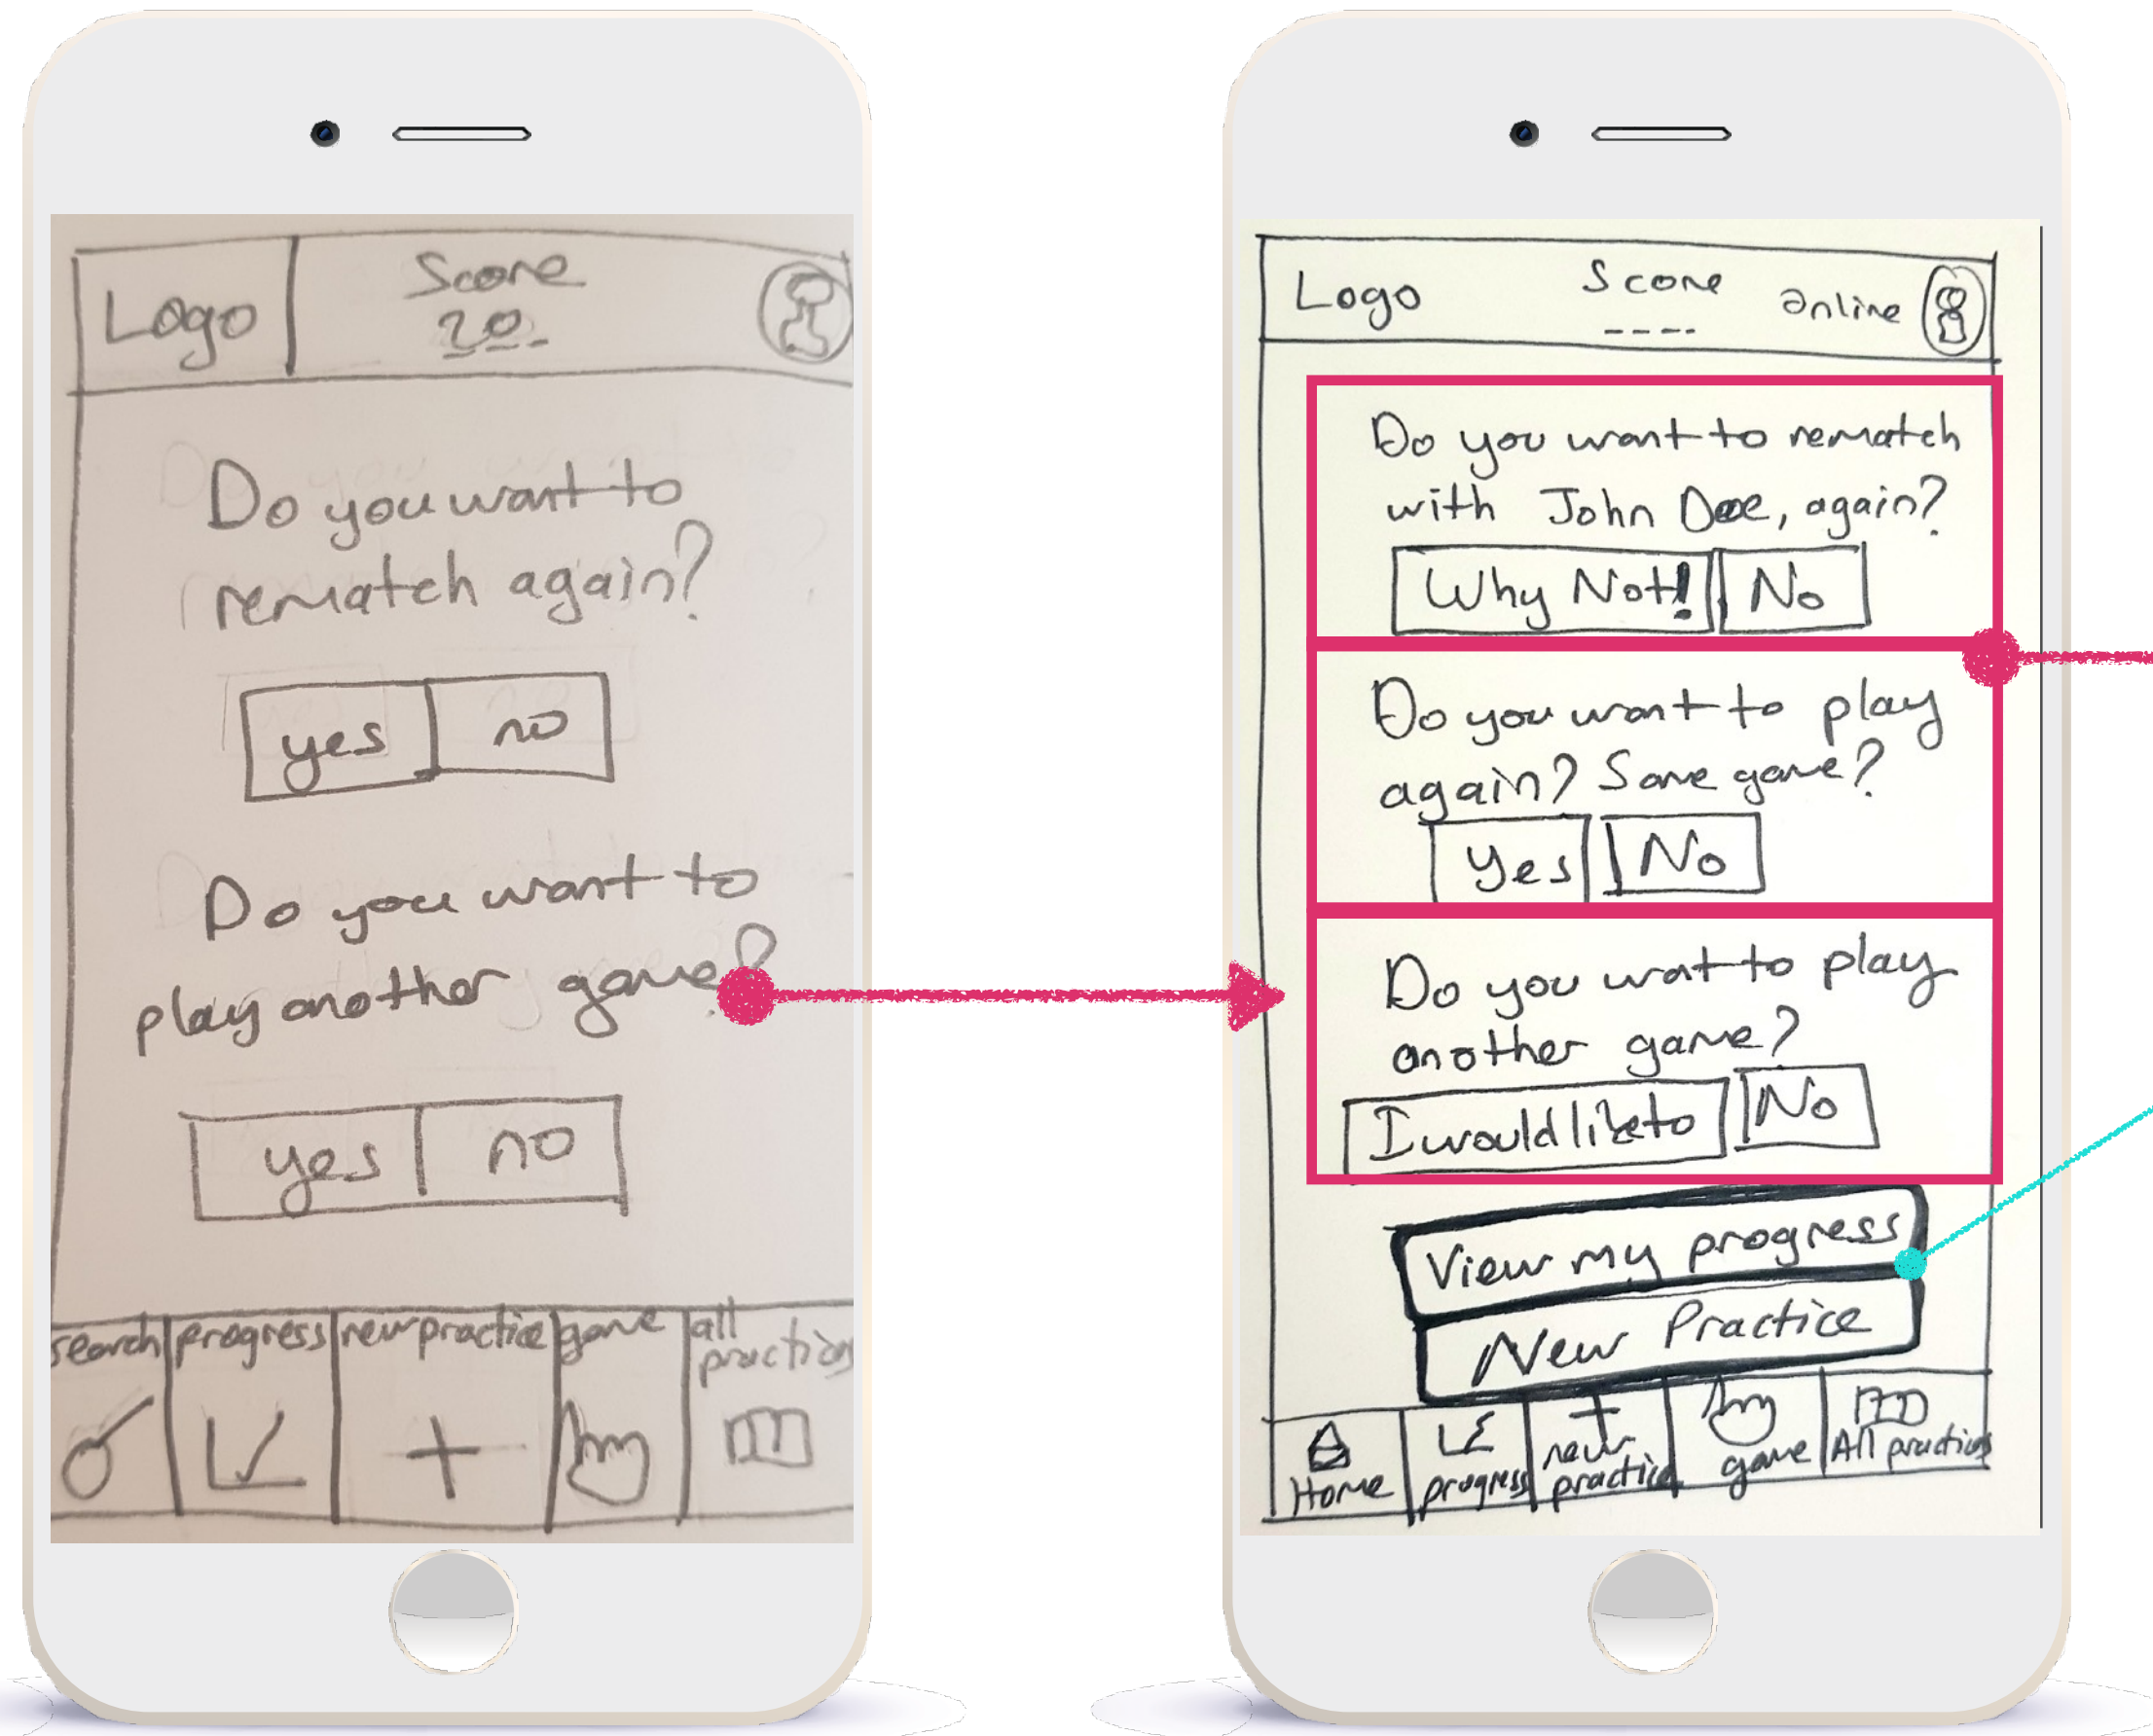 Logo
Score
20
Do you want to
rematch again?
yes no
Do you want to
play another game?
yes no
search progress new practice game all
practices
Logo Score online
Do you want to rematch
with John Doe, again?
Why Not! No
Do you want to play
again? Same game?
Yes No
Do you wat to play
another game?
I would like to No
View my progress
New Practice
Home progress new
practice game All practices